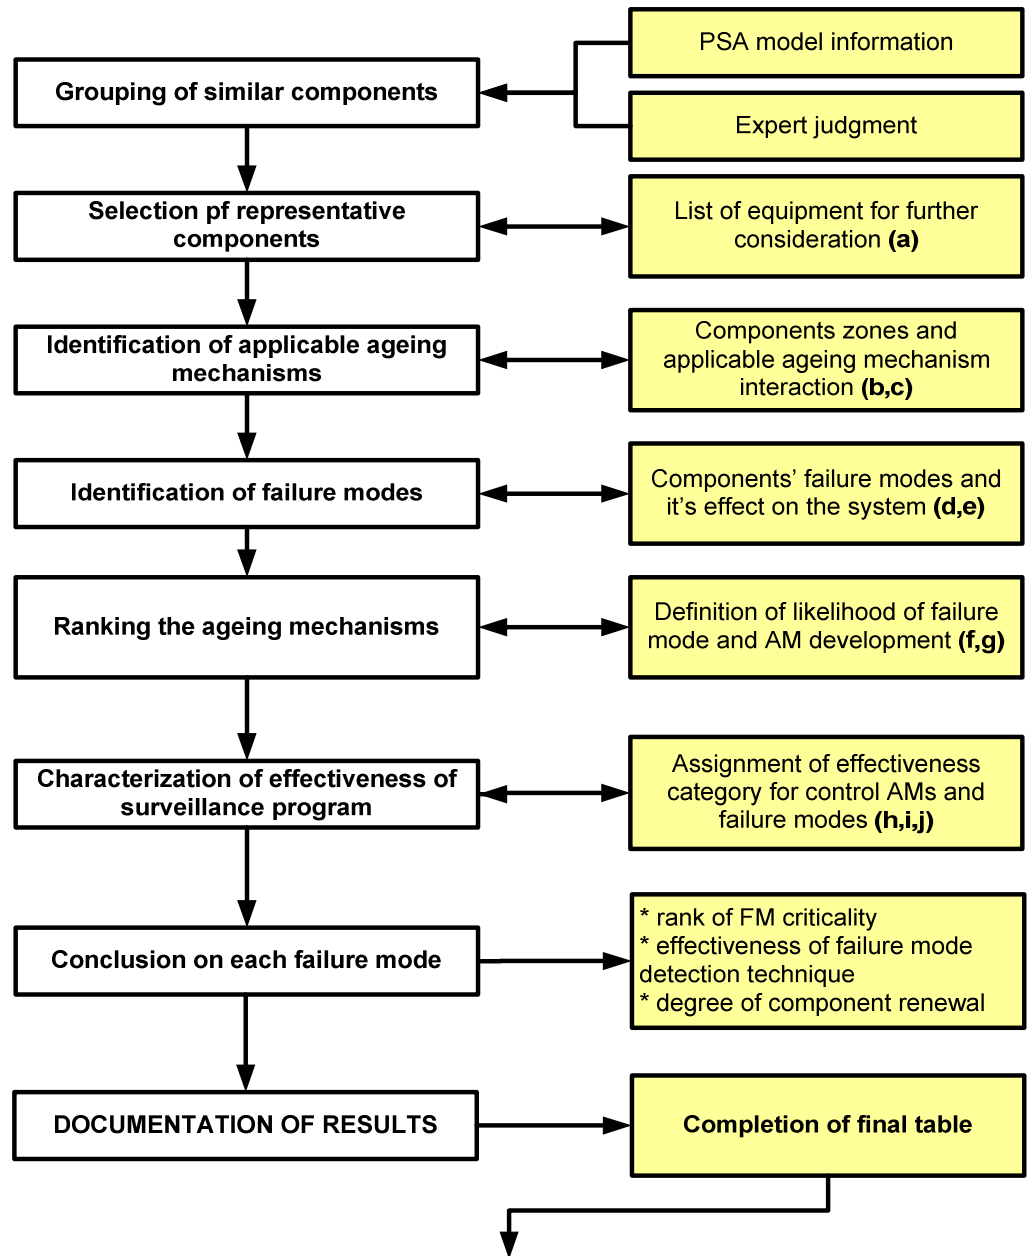 PSA model information
Grouping of similar components
Expert judgment
Selection pf representative
components
List of equipment for further
consideration (a)
Identification of applicable ageing
mechanisms
Components zones and
applicable ageing mechanism
interaction (b,c)
Identification of failure modes
Components’ failure modes and
it’s effect on the system (d,e)
Ranking the ageing mechanisms
Definition of likelihood of failure
mode and AM development (f,g)
Characterization of effectiveness of
surveillance program
Assignment of effectiveness
category for control AMs and
failure modes (h,i,j)
Conclusion on each failure mode
* rank of FM criticality
* effectiveness of failure mode
detection technique
* degree of component renewal
DOCUMENTATION OF RESULTS
Completion of final table